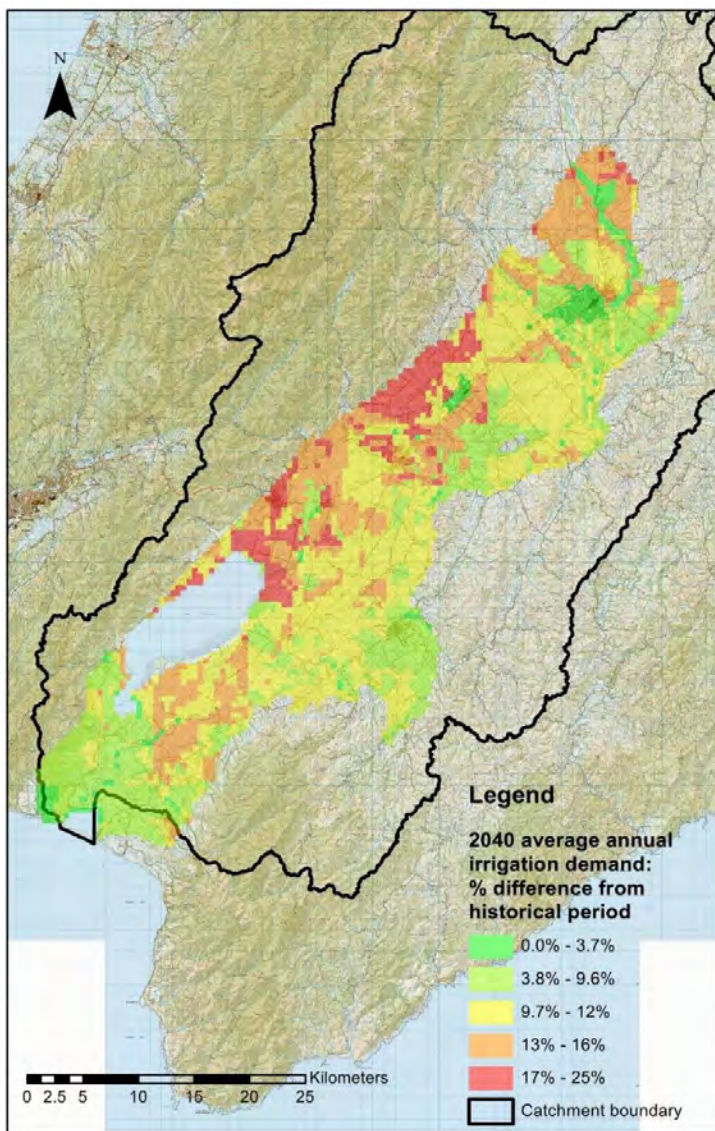 N
Legend
2040 average annual
irrigation demand:
% difference from
historical period
0.0% - 3.7%
3.8% - 9.6%
9.7% - 12%
13% - 16%
17% - 25%
Catchment boundary
Kilometers
0 2.5 5 10 15 20 25